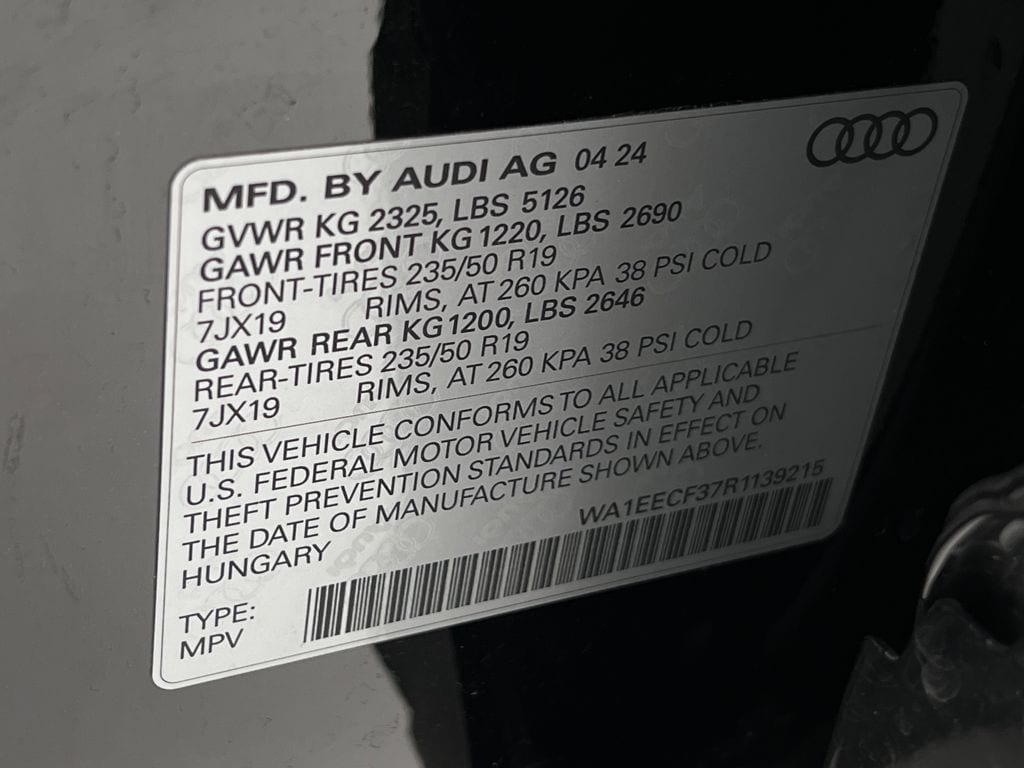 MFD. BY AUDI AG 04 24
GVWR KG 2325, LBS 5126
GAWR FRONT KG 1220, LBS 2690
FRONT-TIRES 235/50 R19
7JX19 RIMS, AT 260 KPA 38 PSI COLD
GAWR REAR KG 1200, LBS 2646
REAR-TIRES 235/50 R19
7JX19 RIMS, AT 260 KPA 38 PSI COLD
THIS VEHICLE CONFORMS TO ALL APPLICABLE
U.S. FEDERAL MOTOR VEHICLE SAFETY AND
THEFT PREVENTION STANDARDS IN EFFECT ON
THE DATE OF MANUFACTURE SHOWN ABOVE.
HUNGARY
WA1EECF37R1139215
TYPE:
MPV